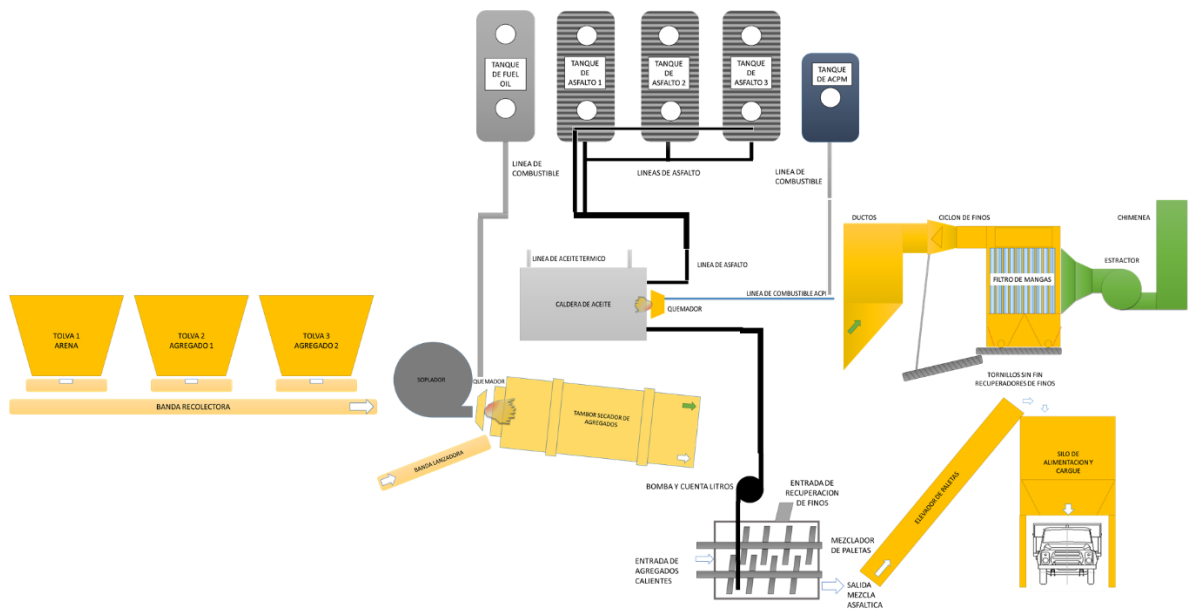 TANQUE
DE FUEL
OIL
TANQUE
DE
ASFALTO 1
TANQUE
DE
ASFALTO 2
TANQUE
DE
ASFALTO 3
TANQUE
DE ACPM
LINEA DE
COMBUSTIBLE
LINEAS DE ASFALTO
LINEA DE
COMBUSTIBLE
DUCTOS
CICLON DE FINOS
CHIMENEA
EXTRACTOR
FILTRO DE MANGAS
LINEA DE ACEITE TERMICO
LINEA DE ASFALTO
CALDERA DE ACEITE
LINEA DE COMBUSTIBLE ACPI
QUEMADOR
TOLVA 1
ARENA
TOLVA 2
AGREGADO 1
TOLVA 3
AGREGADO 2
BANDA RECOLECTORA
SOPLADOR
QUEMADOR
TAMBOR SECADOR DE
AGREGADOS
BANDA LANZADORA
TORNILLOS SIN FIN
RECUPERADORES DE FINOS
ELEVADOR DE PALETAS
SILO DE
ALIMENTACION Y
CARGUE
BOMBA Y CUENTA LITROS
ENTRADA DE
RECUPERACION
DE FINOS
MEZCLADOR
DE PALETAS
ENTRADA DE
AGREGADOS
CALIENTES
SALIDA
MEZCLA
ASFALTICA